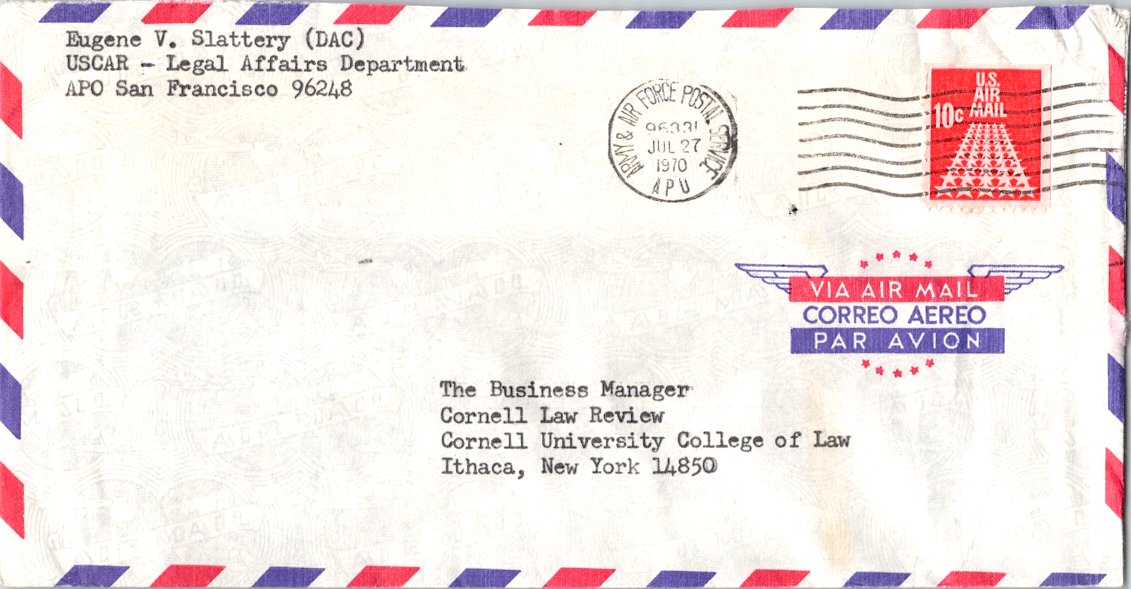 Eugene V. Slattery (DAC)
USCAR - Legal Affairs Department
APO San Francisco 96248
ARMY & AIR FORCE POSTAL SERVICE
96331
JUL 27
1970
APU
U.S.
AIR
MAIL
10c
VIA AIR MAIL
CORREO AEREO
PAR AVION
The Business Manager
Cornell Law Review
Cornell University College of Law
Ithaca, New York 14850